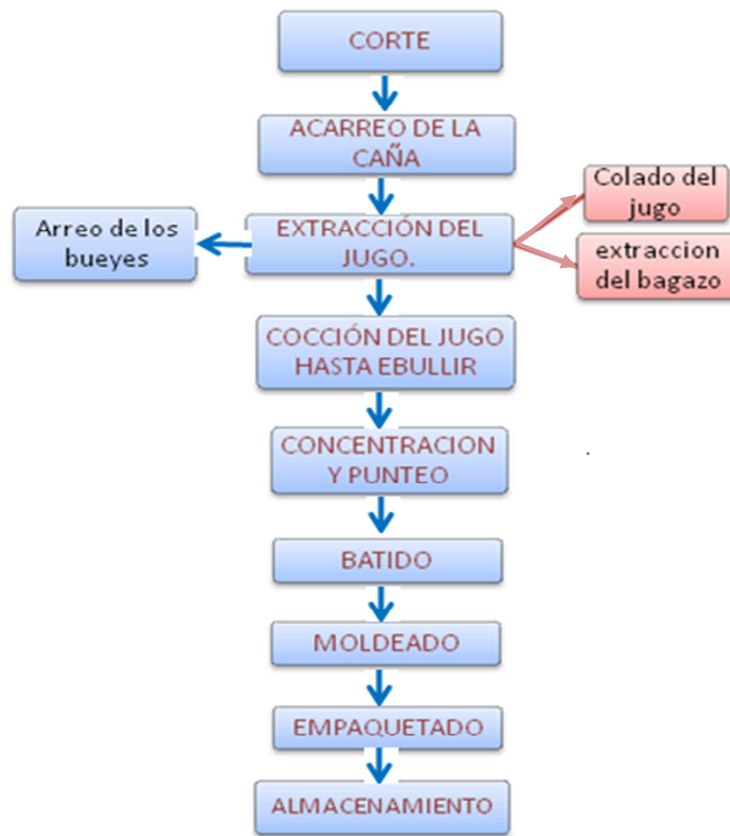 CORTE
ACARREO DE LA
CAÑA
Arreo de los
bueyes
EXTRACCIÓN DEL
JUGO.
Colado del
jugo
extraccion
del bagazo
COCCIÓN DEL JUGO
HASTA EBULLIR
CONCENTRACION
Y PUNTEO
.
BATIDO
MOLDEADO
EMPAQUETADO
ALMACENAMIENTO